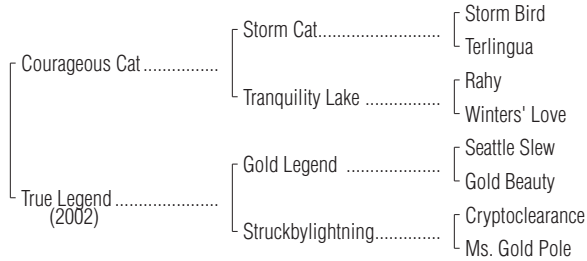 Storm Bird
Storm Cat....................................
Terlingua
Courageous Cat ......................
Rahy
Tranquility Lake ......................
Winters' Love
Seattle Slew
Gold Legend ...........................
Gold Beauty
True Legend ..............................
(2002)
Cryptoclearance
Struckbylightning...................
Ms. Gold Pole